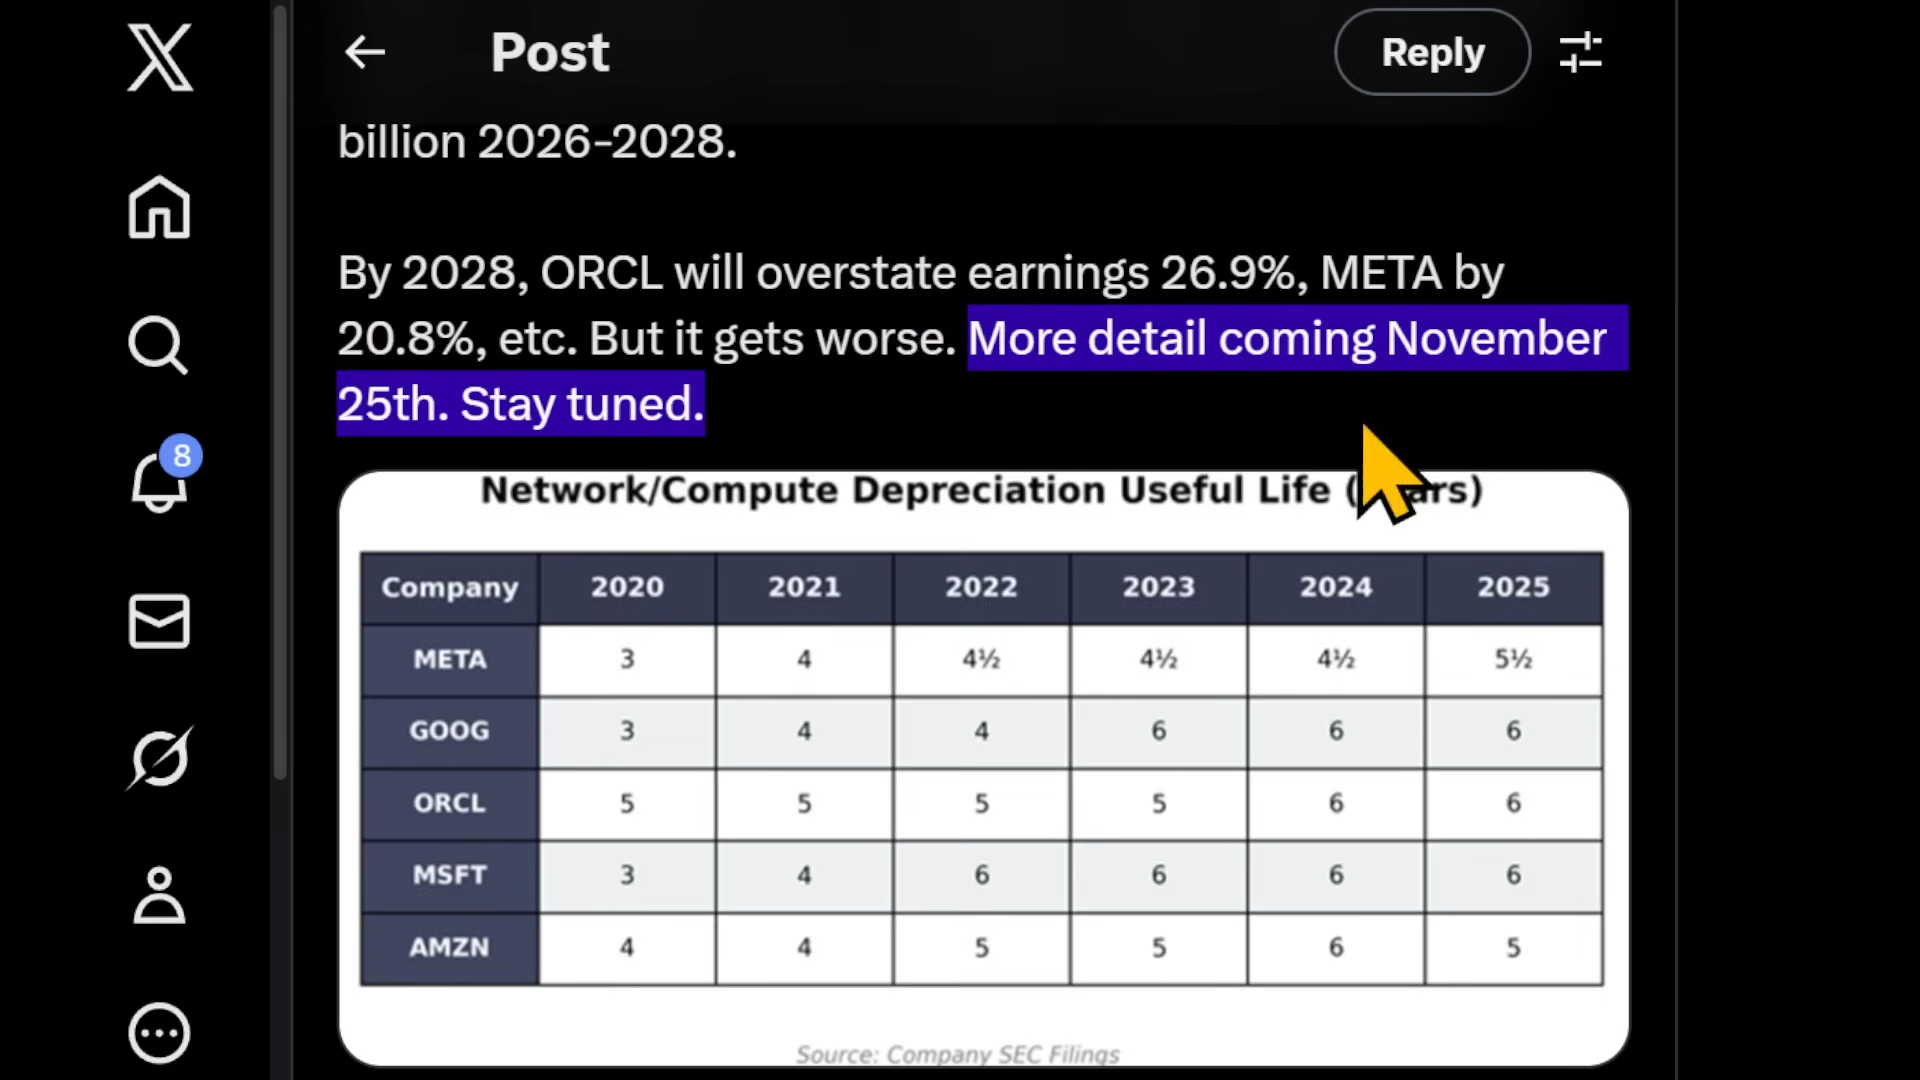 Post
Reply
billion 2026-2028.
By 2028, ORCL will overstate earnings 26.9%, META by
20.8%, etc. But it gets worse. More detail coming November
25th. Stay tuned.
8
Network/Compute Depreciation Useful Life
Company 2020 2021 2022 2023 2024 2025
META 3 4 4½ 4½ 4½ 5½
GOOG 3 4 4 6 6 6
ORCL 5 5 5 5 6 6
MSFT 3 4 6 6 6 6
AMZN 4 4 5 5 6 5
Source: Company SEC Filings